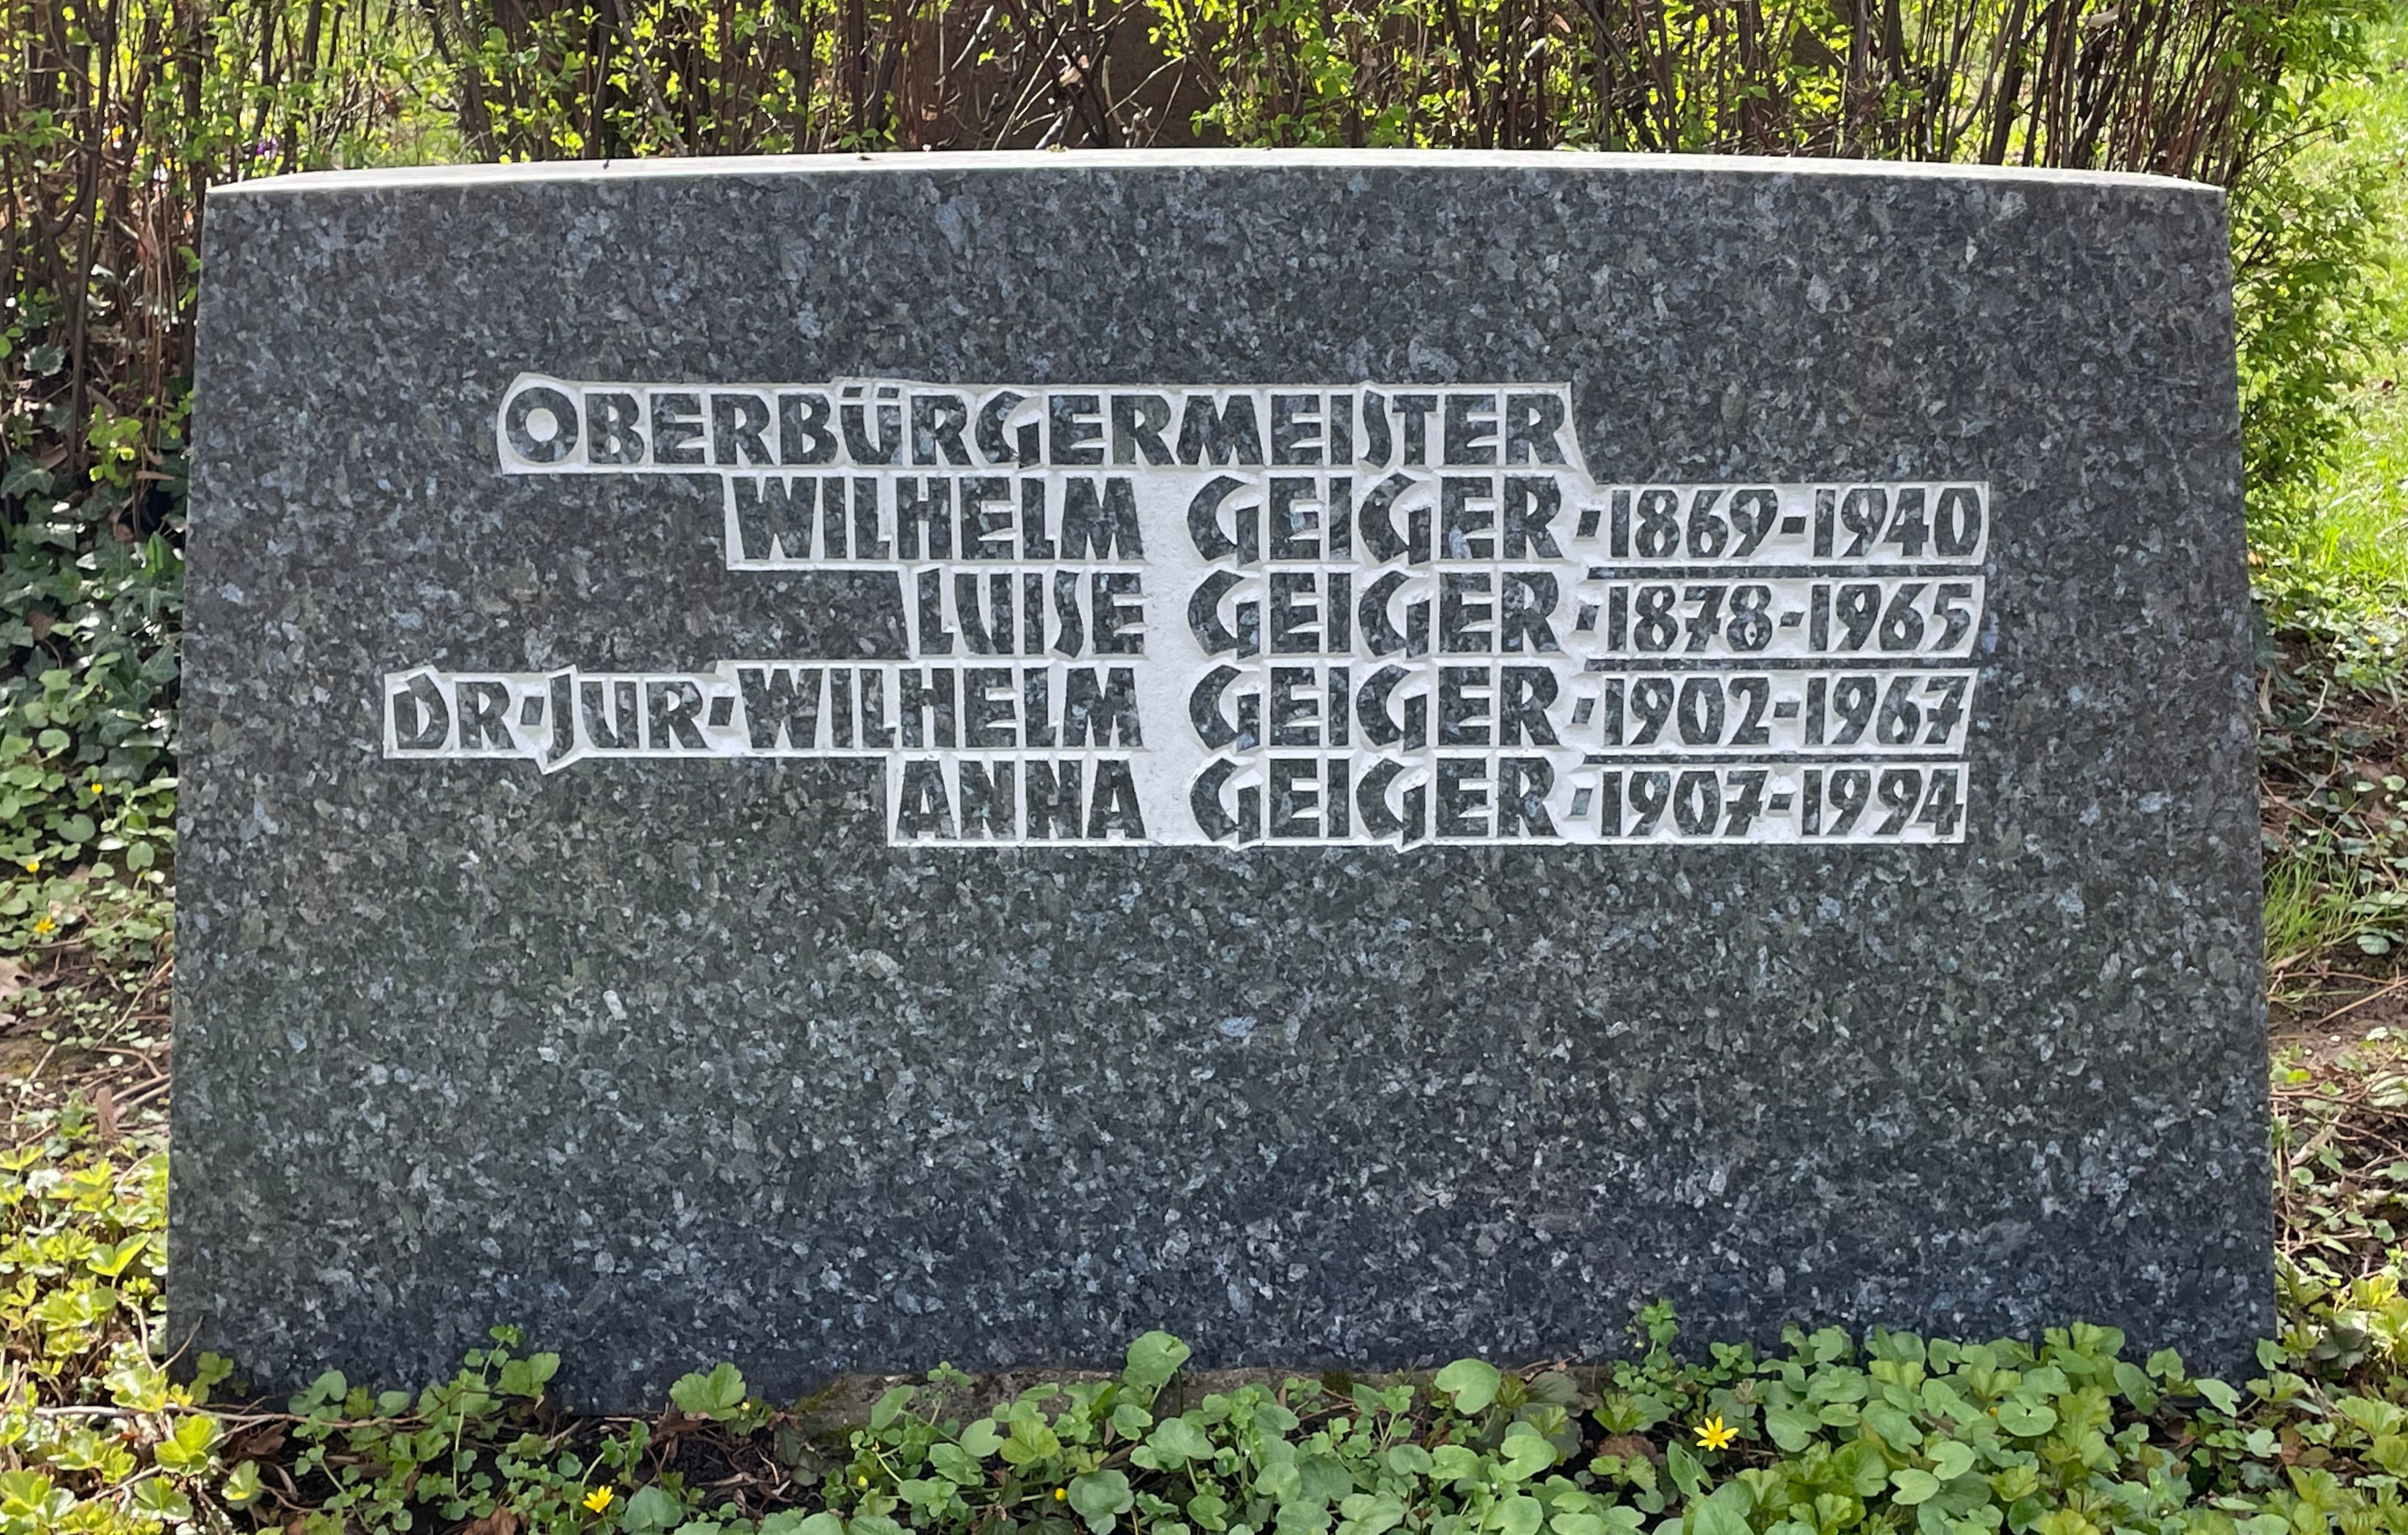 OBERBÜRGERMEISTER
WILHELM GEIGER·1869-1940
LUISE GEIGER·1878-1965
DR·JUR·WILHELM GEIGER·1902-1967
ANNA GEIGER·1907-1994